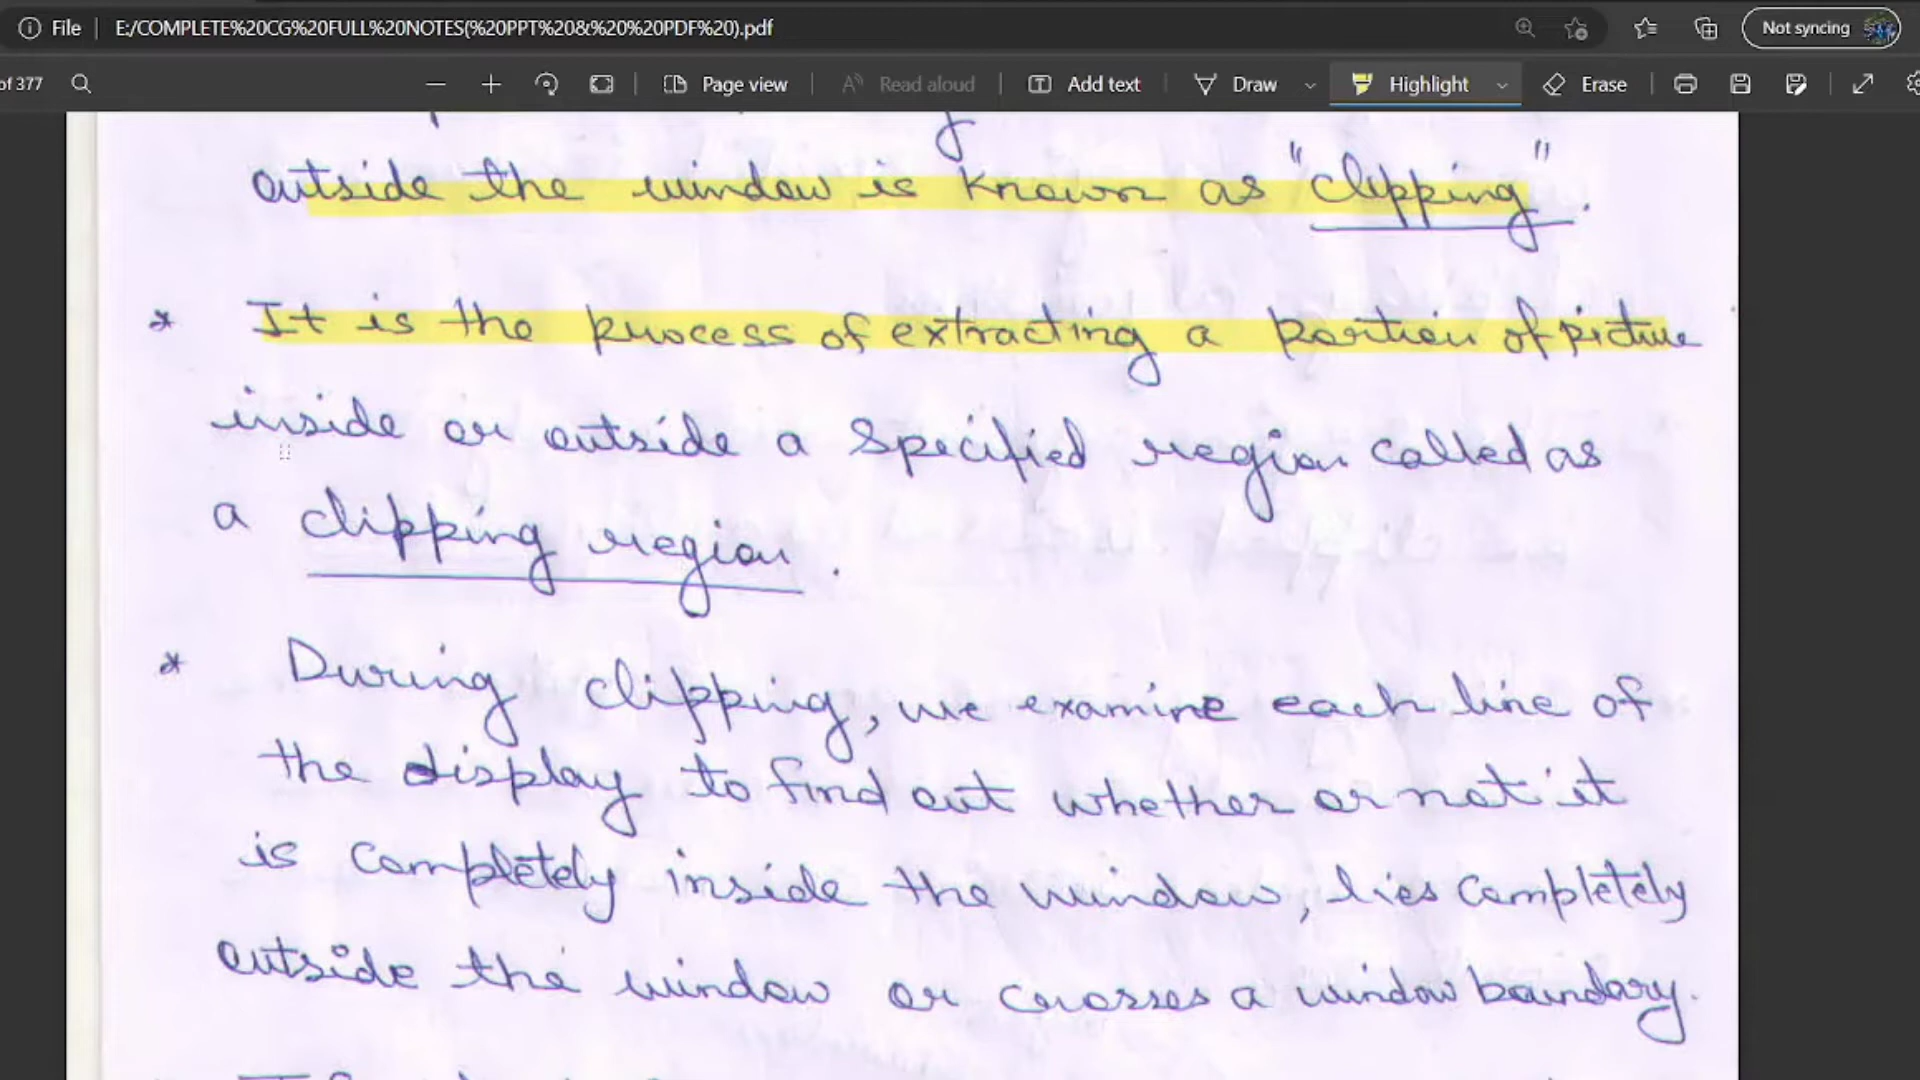 File | E:/COMPLETE%20CG%20FULL%20NOTES(%20PPT%20&%20%20PDF%20).pdf Not syncing
of 377 Page view Read aloud Add text Draw Highlight Erase
outside the window is known as "clipping".
* It is the process of extracting a portion of picture
inside or outside a specified region called as
a clipping region.
* During clipping, we examine each line of
the display to find out whether or not it
is completely inside the window, lies completely
outside the window or crosses a window boundary.